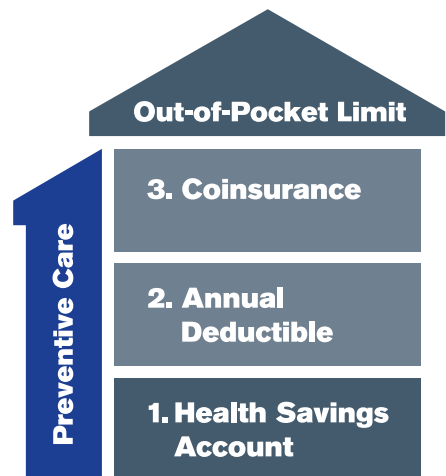 Out-of-Pocket Limit
3. Coinsurance
2. Annual
Deductible
1. Health Savings
Account
Preventive Care